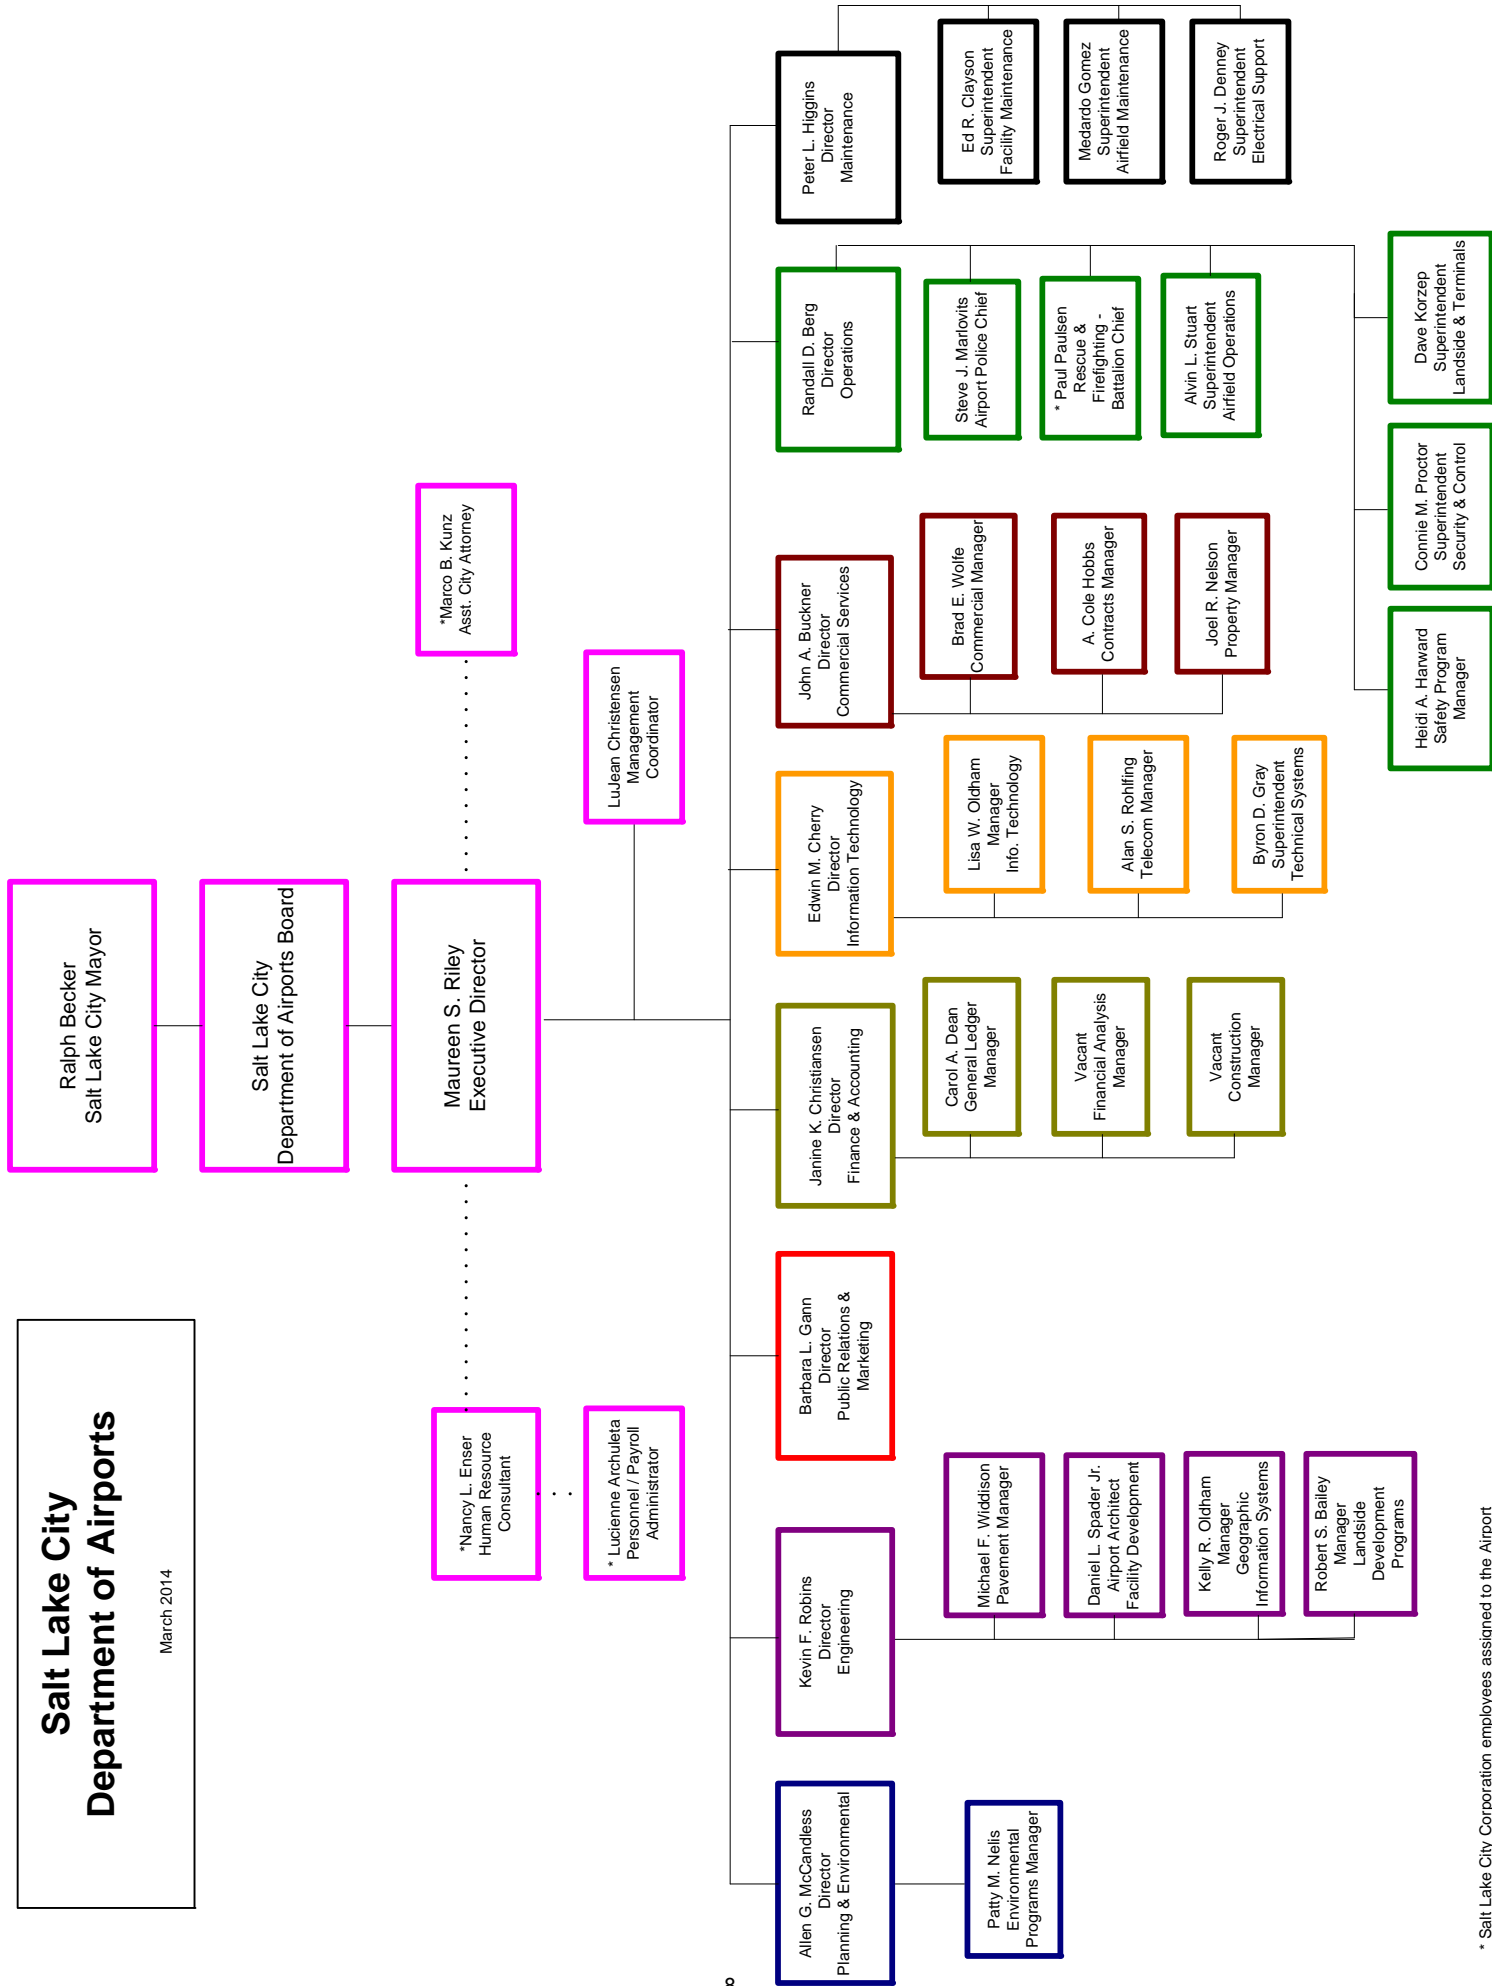 Salt Lake City
Department of Airports
March 2014
Ralph Becker
Salt Lake City Mayor
Salt Lake City
Department of Airports Board
Maureen S. Riley
Executive Director
*Nancy L. Enser
Human Resource
Consultant
*Marco B. Kunz
Asst. City Attorney
* Lucienne Archuleta
Personnel / Payroll
Administrator
LuJean Christensen
Management
Coordinator
Allen G. McCandless
Director
Planning & Environmental
Kevin F. Robins
Director
Engineering
Barbara L. Gann
Director
Public Relations &
Marketing
Janine K. Christiansen
Director
Finance & Accounting
Edwin M. Cherry
Director
Information Technology
John A. Buckner
Director
Commercial Services
Randall D. Berg
Director
Operations
Peter L. Higgins
Director
Maintenance
Patty M. Nelis
Environmental
Programs Manager
Michael F. Widdison
Pavement Manager
Daniel L. Spader Jr.
Airport Architect
Facility Development
Kelly R. Oldham
Manager
Geographic
Information Systems
Robert S. Bailey
Manager
Landside
Development
Programs
Carol A. Dean
General Ledger
Manager
Vacant
Financial Analysis
Manager
Vacant
Construction
Manager
Lisa W. Oldham
Manager
Info. Technology
Alan S. Rohlfing
Telecom Manager
Byron D. Gray
Superintendent
Technical Systems
Brad E. Wolfe
Commercial Manager
A. Cole Hobbs
Contracts Manager
Joel R. Nelson
Property Manager
Steve J. Marlovits
Airport Police Chief
* Paul Paulsen
Rescue &
Firefighting -
Battalion Chief
Alvin L. Stuart
Superintendent
Airfield Operations
Ed R. Clayson
Superintendent
Facility Maintenance
Medardo Gomez
Superintendent
Airfield Maintenance
Roger J. Denney
Superintendent
Electrical Support
Heidi A. Harward
Safety Program
Manager
Connie M. Proctor
Superintendent
Security & Control
Dave Korzep
Superintendent
Landside & Terminals
* Salt Lake City Corporation employees assigned to the Airport
8